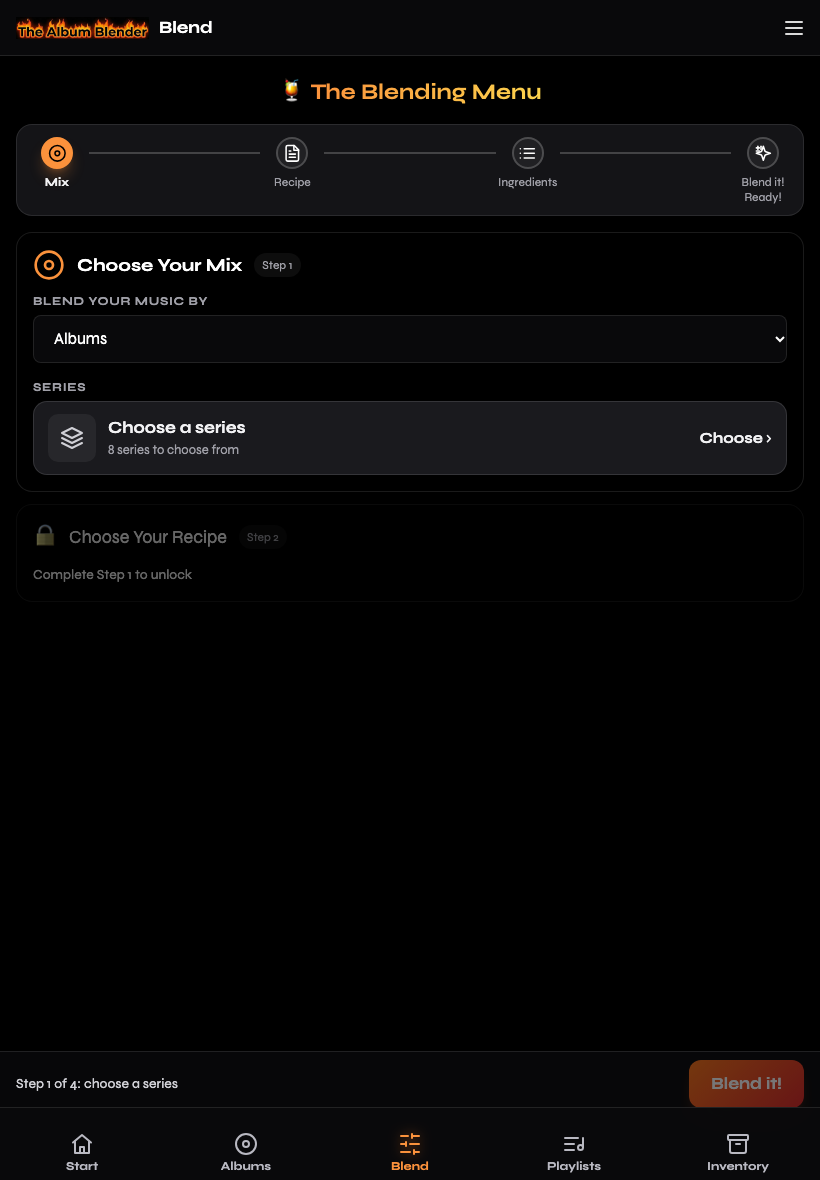 The Album Blender Blend
The Blending Menu
Mix
Recipe
Ingredients
Blend it!
Ready!
Choose Your Mix Step 1
BLEND YOUR MUSIC BY
Albums
SERIES
Choose a series
8 series to choose from
Choose ›
Choose Your Recipe Step 2
Complete Step 1 to unlock
Step 1 of 4: choose a series
Blend it!
Start
Albums
Blend
Playlists
Inventory